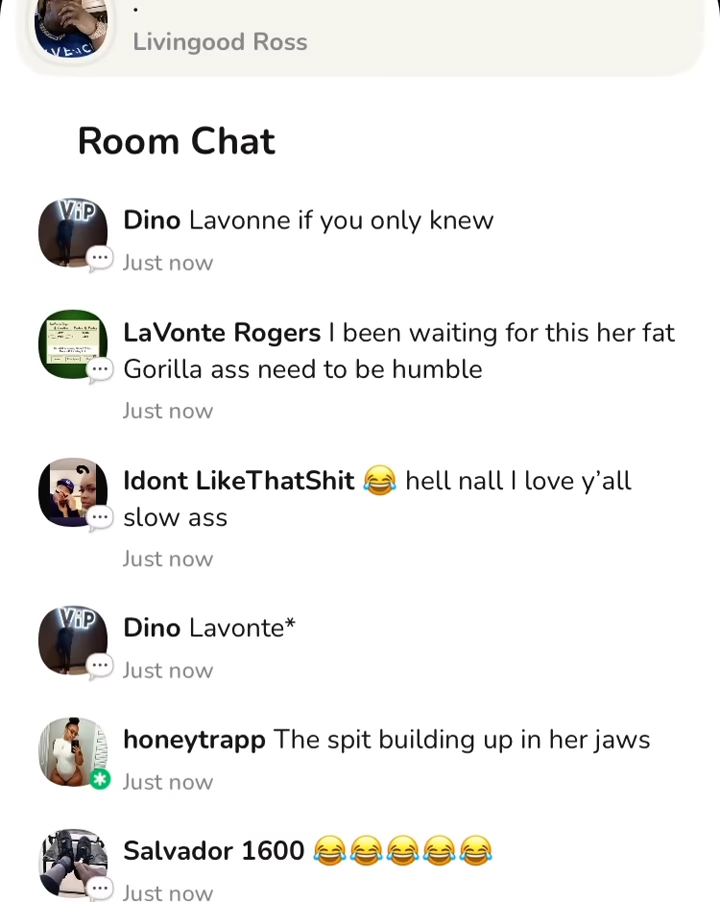 .
Livingood Ross
Room Chat
ViP
Dino Lavonne if you only knew
Just now
LaVonte Rogers I been waiting for this her fat
Gorilla ass need to be humble
Just now
Idont LikeThatShit 😂 hell nall I love y’all
slow ass
Just now
ViP
Dino Lavonte*
Just now
honeytrapp The spit building up in her jaws
Just now
Salvador 1600 😂😂😂😂😂
Just now